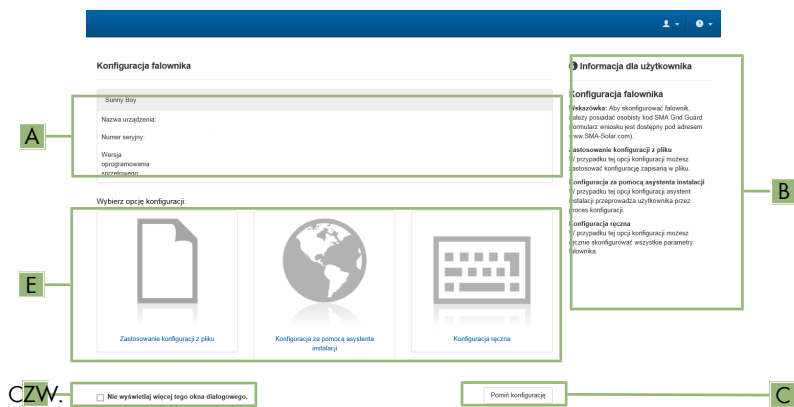 Konfiguracja falownika
Sunny Boy
Nazwa urządzenia:
Numer seryjny:
Wersja
oprogramowania
sprzętowego:
A
Wybierz opcję konfiguracji:
Zastosowanie konfiguracji z pliku
Konfiguracja za pomocą asystenta
instalacji
Konfiguracja ręczna
E
Nie wyświetlaj więcej tego okna dialogowego.
CZW.
Pomiń konfigurację
C
Informacja dla użytkownika
Konfiguracja falownika
Wskazówka: Aby skonfigurować falownik,
należy posiadać osobisty kod SMA Grid Guard
(formularz wniosku jest dostępny pod adresem
www.SMA-Solar.com).
Zastosowanie konfiguracji z pliku
W przypadku tej opcji konfiguracji możesz
zastosować konfigurację zapisaną w pliku.
Konfiguracja za pomocą asystenta instalacji
W przypadku tej opcji konfiguracji asystent
instalacji przeprowadza użytkownika przez
proces konfiguracji.
Konfiguracja ręczna
W przypadku tej opcji konfiguracji możesz
ręcznie skonfigurować wszystkie parametry
falownika.
B